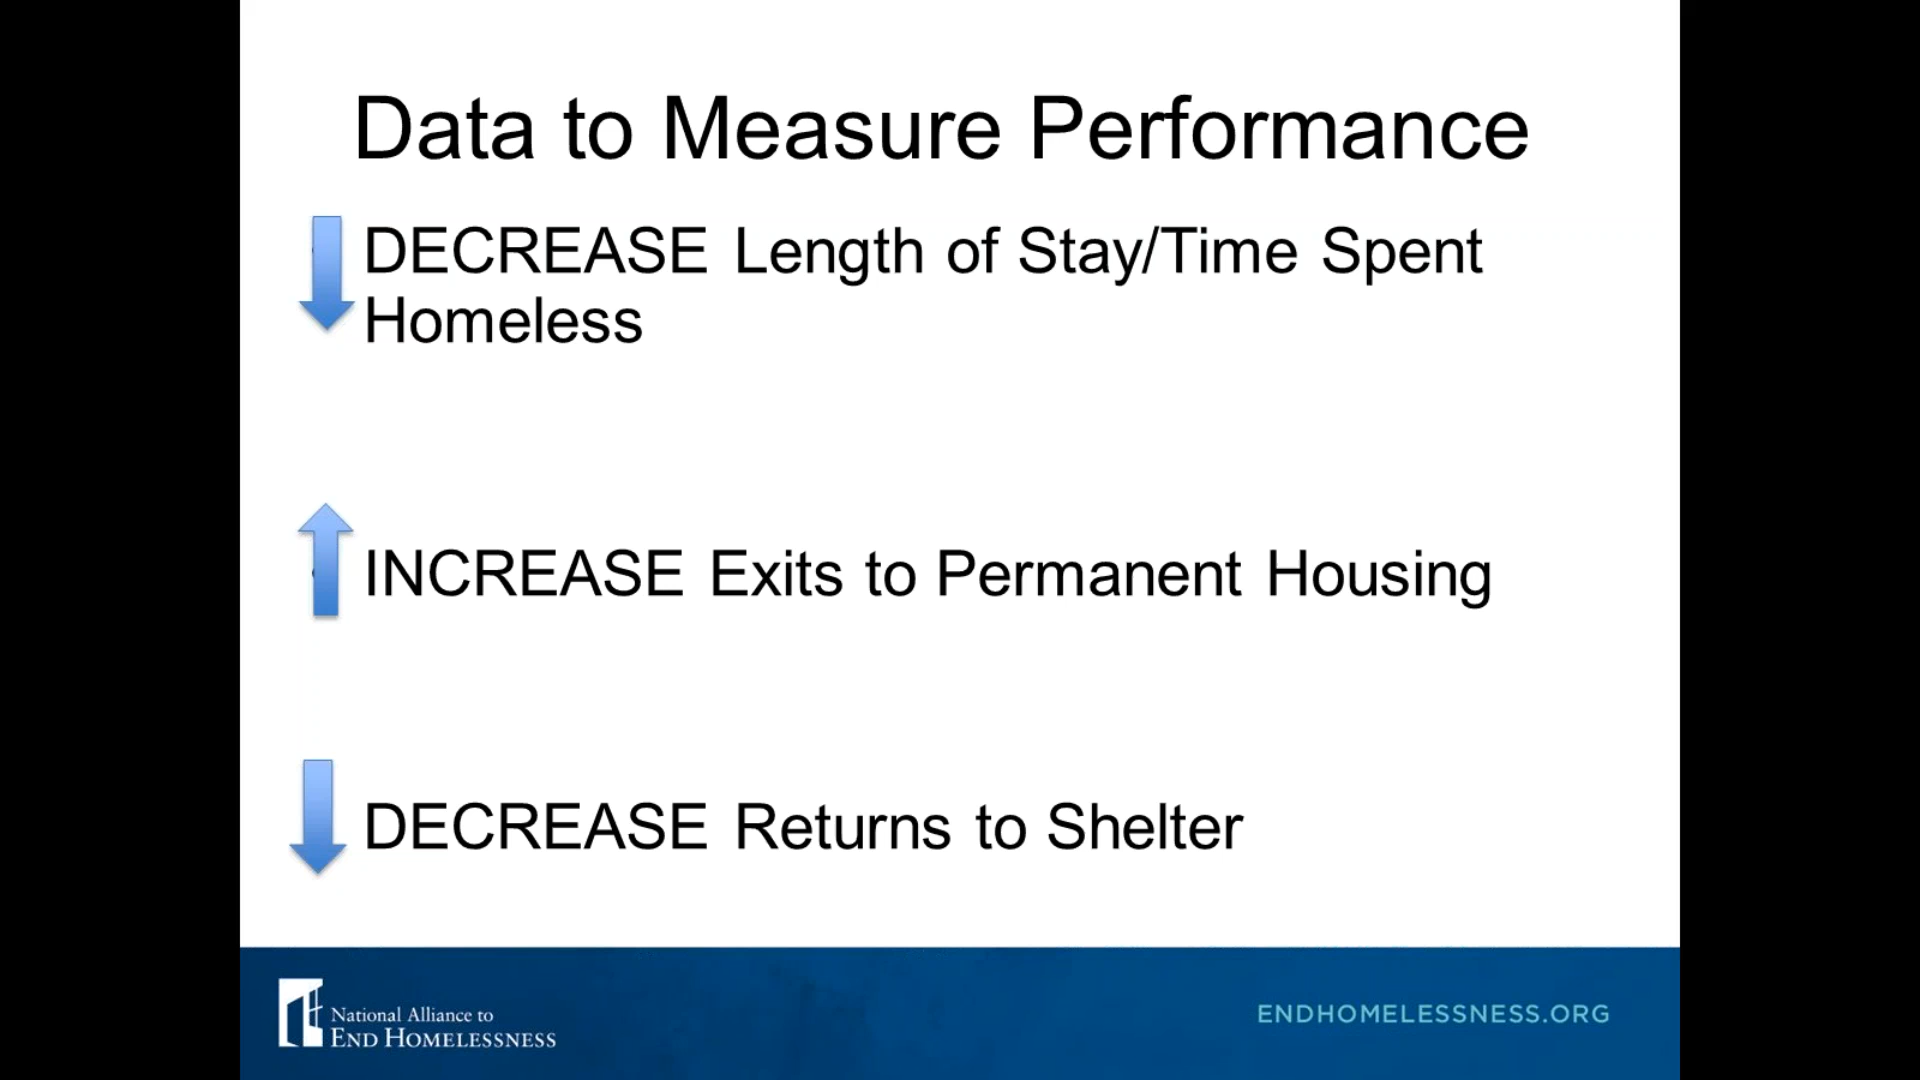 Data to Measure Performance
DECREASE Length of Stay/Time Spent
Homeless
INCREASE Exits to Permanent Housing
DECREASE Returns to Shelter
National Alliance to
END HOMELESSNESS
ENDHOMELESSNESS.ORG